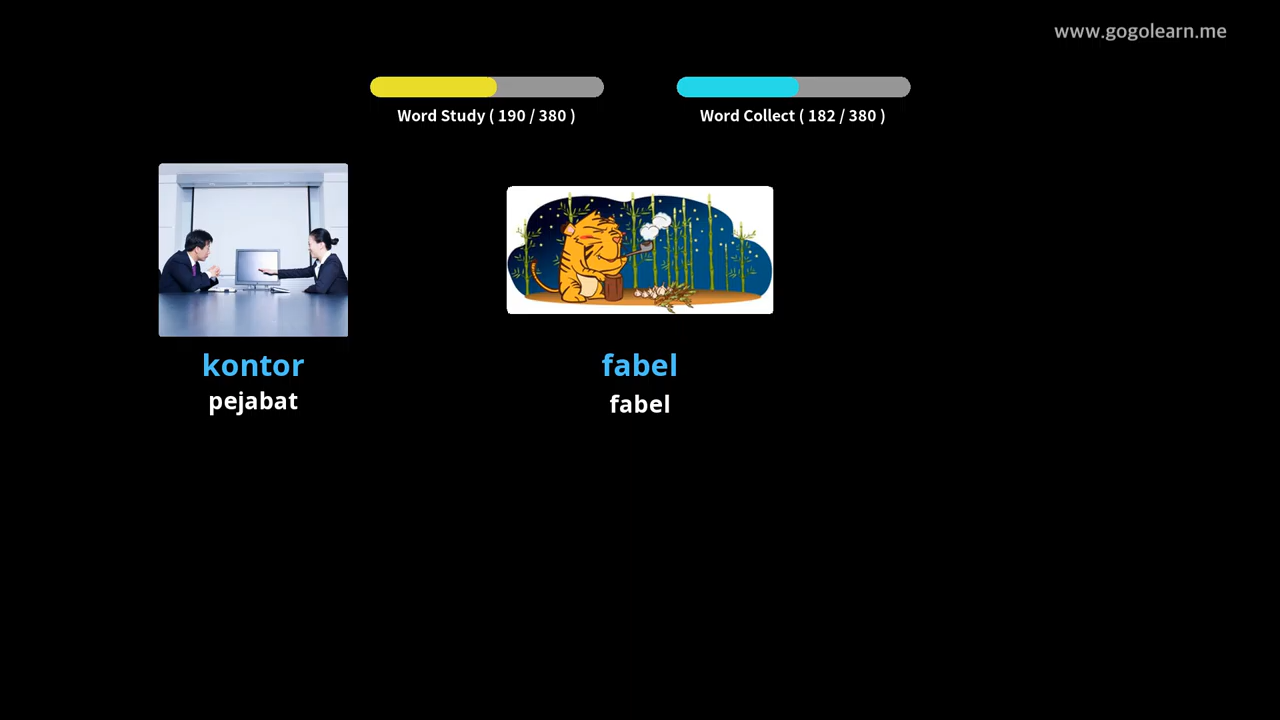 www.gogolearn.me
Word Study ( 190 / 380 )
Word Collect ( 182 / 380 )
kontor
pejabat
fabel
fabel